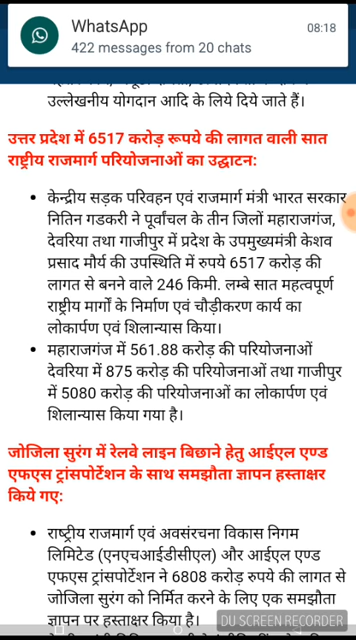 WhatsApp
08:18
422 messages from 20 chats
उल्लेखनीय योगदान आदि के लिये दिये जाते हैं।
उत्तर प्रदेश में 6517 करोड़ रूपये की लागत वाली सात
राष्ट्रीय राजमार्ग परियोजनाओं का उद्घाटन:
• केन्द्रीय सड़क परिवहन एवं राजमार्ग मंत्री भारत सरकार
नितिन गडकरी ने पूर्वांचल के तीन जिलों महाराजगंज,
देवरिया तथा गाजीपुर में प्रदेश के उपमुख्यमंत्री केशव
प्रसाद मौर्य की उपस्थिति में रुपये 6517 करोड़ की
लागत से बनने वाले 246 किमी. लम्बे सात महत्वपूर्ण
राष्ट्रीय मार्गों के निर्माण एवं चौड़ीकरण कार्य का
लोकार्पण एवं शिलान्यास किया।
• महाराजगंज में 561.88 करोड़ की परियोजनाओं
देवरिया में 875 करोड़ की परियोजनाओं तथा गाजीपुर
में 5080 करोड़ की परियोजनाओं का लोकार्पण एवं
शिलान्यास किया गया है।
जोजिला सुरंग में रेलवे लाइन बिछाने हेतु आईएल एण्ड
एफएस ट्रांसपोर्टेशन के साथ समझौता ज्ञापन हस्ताक्षर
किये गए:
• राष्ट्रीय राजमार्ग एवं अवसंरचना विकास निगम
लिमिटेड (एनएचआईडीसीएल) और आईएल एण्ड
एफएस ट्रांसपोर्टेशन ने 6808 करोड़ रुपये की लागत से
जोजिला सुरंग को निर्मित करने के लिए एक समझौता
ज्ञापन पर हस्ताक्षर किया है।
DU SCREEN RECORDER